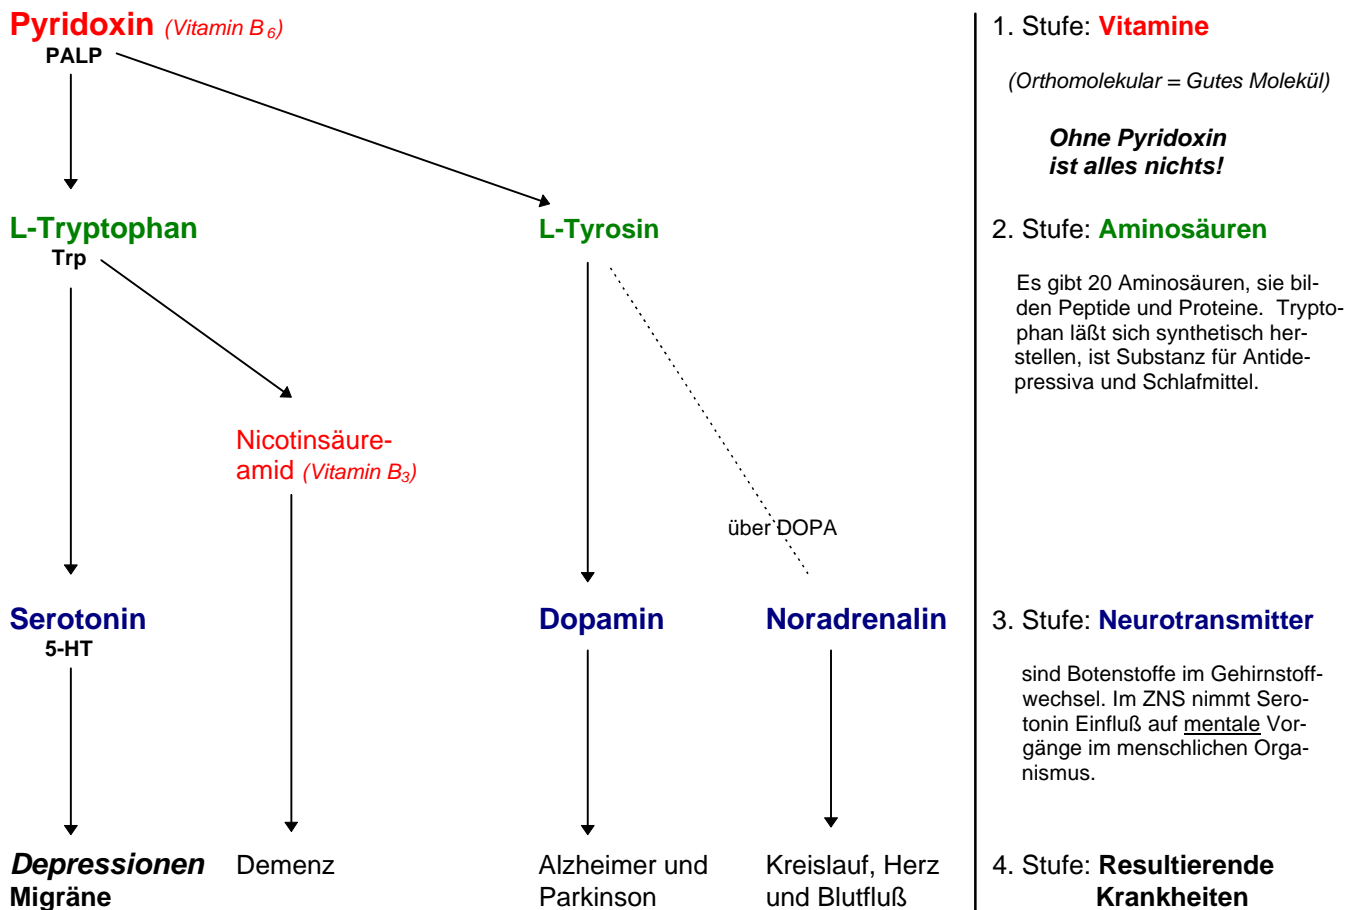 Pyridoxin (Vitamin B6)
PALP
1. Stufe: Vitamine
(Orthomolekular = Gutes Molekül)
Ohne Pyridoxin
ist alles nichts!
L-Tryptophan
Trp
L-Tyrosin
2. Stufe: Aminosäuren
Es gibt 20 Aminosäuren, sie bil-
den Peptide und Proteine. Trypto-
phan läßt sich synthetisch her-
stellen, ist Substanz für Antide-
pressiva und Schlafmittel.
Nicotinsäure-
amid (Vitamin B3)
über DOPA
Serotonin
5-HT
Dopamin
Noradrenalin
3. Stufe: Neurotransmitter
sind Botenstoffe im Gehirnstoff-
wechsel. Im ZNS nimmt Sero-
tonin Einfluß auf mentale Vor-
gänge im menschlichen Orga-
nismus.
Depressionen
Migräne
Demenz
Alzheimer und
Parkinson
Kreislauf, Herz
und Blutfluß
4. Stufe: Resultierende
Krankheiten